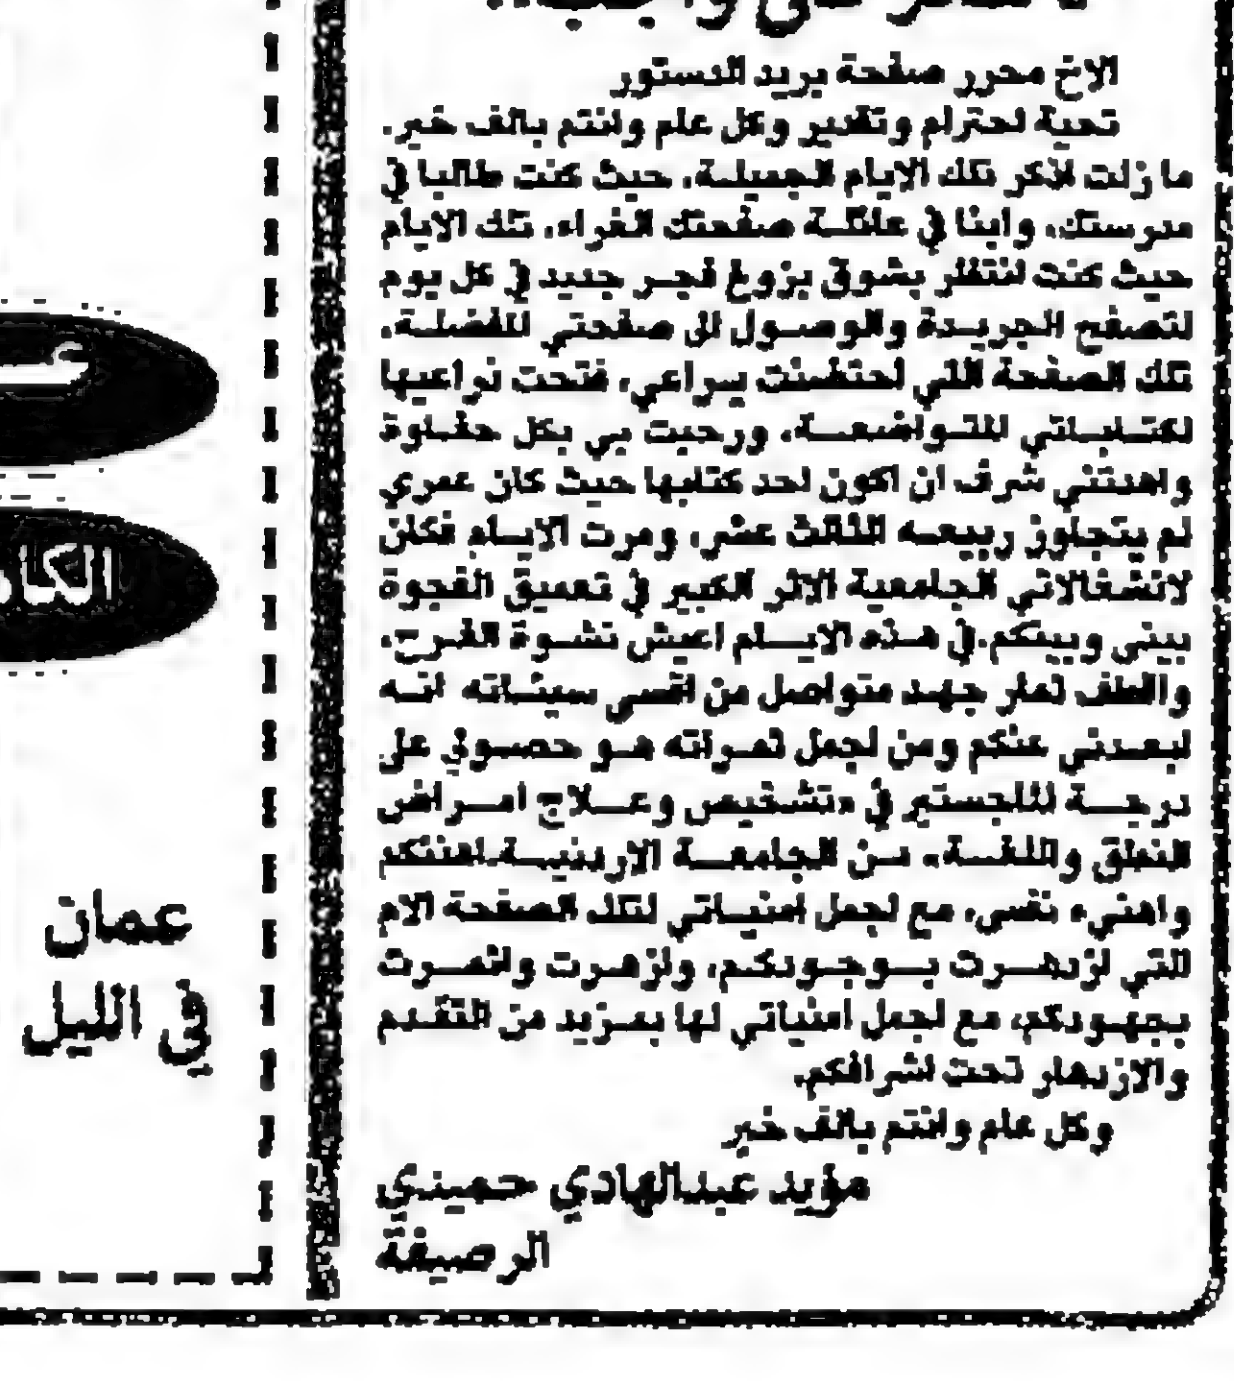 الاخ محرر صفحة بريد الدستور
تحية احترام وتقدير وكل عام وانتم بالف خير.
ما زلت اذكر تلك الايام الجميلة، حيث كنت طالبا في
مدرستك، وابنا في عائلة صفحتك الغراء، تلك الايام
حيث كنت انتظر بشوق بزوغ فجر جديد في كل يوم
لتصفح الجريدة والوصول الى صفحتي المفضلة،
تلك الصفحة التي احتضنت يراعي، فتحت ذراعيها
لكتاباتي المتواضعة، ورحبت بي بكل حفاوة
واهدتني شرف ان اكون احد كتابها حيث كان عمري
لم يتجاوز ربيعه الثالث عشر، ومرت الايام فكان
لانشغالاتي الجامعية الاثر الكبير في تعميق الفجوة
بيني وبينكم. في هذه الايام اعيش نشوة الفرح،
واقطف ثمار جهد متواصل من اقسى سيئاته انه
ابعدني عنكم ومن اجمل ثمراته هو حصولي على
درجة الماجستير في «تشخيص وعلاج امراض
النطق واللغة» من الجامعة الاردنية. اهنئكم
واهنىء نفسي، مع اجمل امنياتي لتلك الصفحة الام
التي ازدهرت بوجودكم، وازهرت واثمرت
بجهودكم، مع اجمل امنياتي لها بمزيد من التقدم
والازدهار تحت اشرافكم.
وكل عام وانتم بالف خير
مؤيد عبدالهادي حميدي
الرصيفة
عمان
في الليل